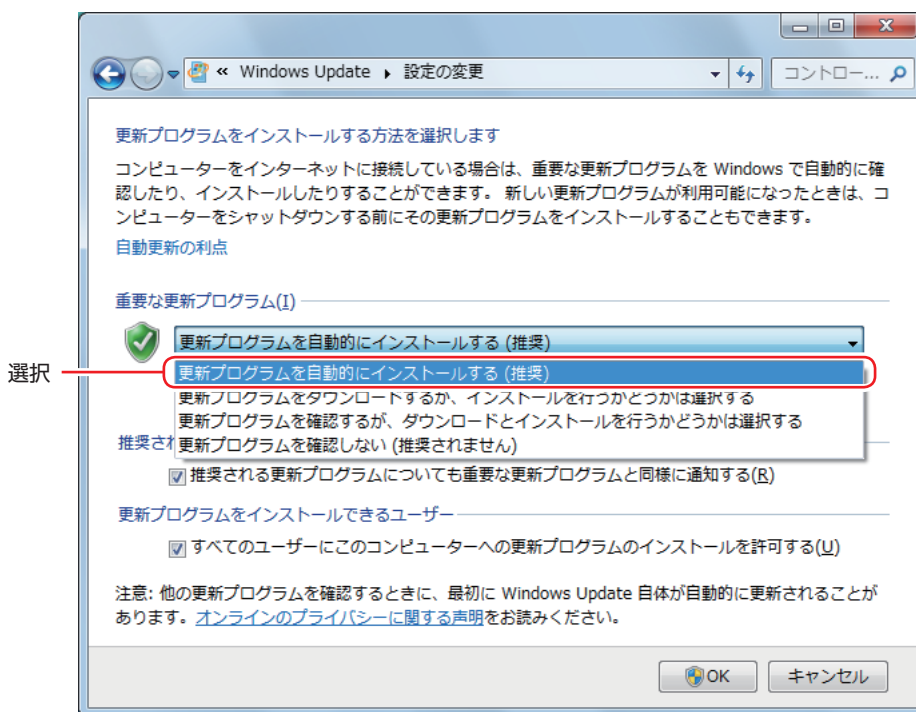 « Windows Update ▸ 設定の変更
コントロー...
更新プログラムをインストールする方法を選択します
コンピューターをインターネットに接続している場合は、重要な更新プログラムを Windows で自動的に確
認したり、インストールしたりすることができます。 新しい更新プログラムが利用可能になったときは、コ
ンピューターをシャットダウンする前にその更新プログラムをインストールすることもできます。
自動更新の利点
重要な更新プログラム(I)
更新プログラムを自動的にインストールする (推奨)
選択
更新プログラムを自動的にインストールする (推奨)
更新プログラムをダウンロードするか、インストールを行うかどうかは選択する
更新プログラムを確認するが、ダウンロードとインストールを行うかどうかは選択する
推奨され
更新プログラムを確認しない (推奨されません)
推奨される更新プログラムについても重要な更新プログラムと同様に通知する(R)
更新プログラムをインストールできるユーザー
すべてのユーザーにこのコンピューターへの更新プログラムのインストールを許可する(U)
注意: 他の更新プログラムを確認するときに、最初に Windows Update 自体が自動的に更新されることが
あります。オンラインのプライバシーに関する声明をお読みください。
OK
キャンセル